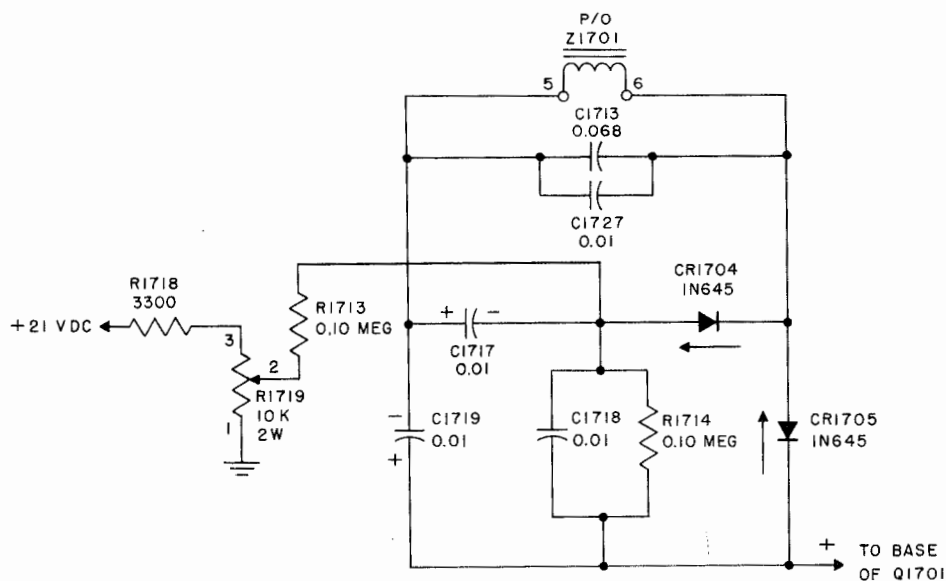 P/O
Z1701
5
6
C1713
0.068
C1727
0.01
R1718
3300
+21 VDC
3
2
R1719
10K
2W
1
R1713
0.10 MEG
+ -
C1717
0.01
CR1704
1N645
-
C1719
0.01
+
C1718
0.01
R1714
0.10 MEG
CR1705
1N645
+
TO BASE
OF Q1701